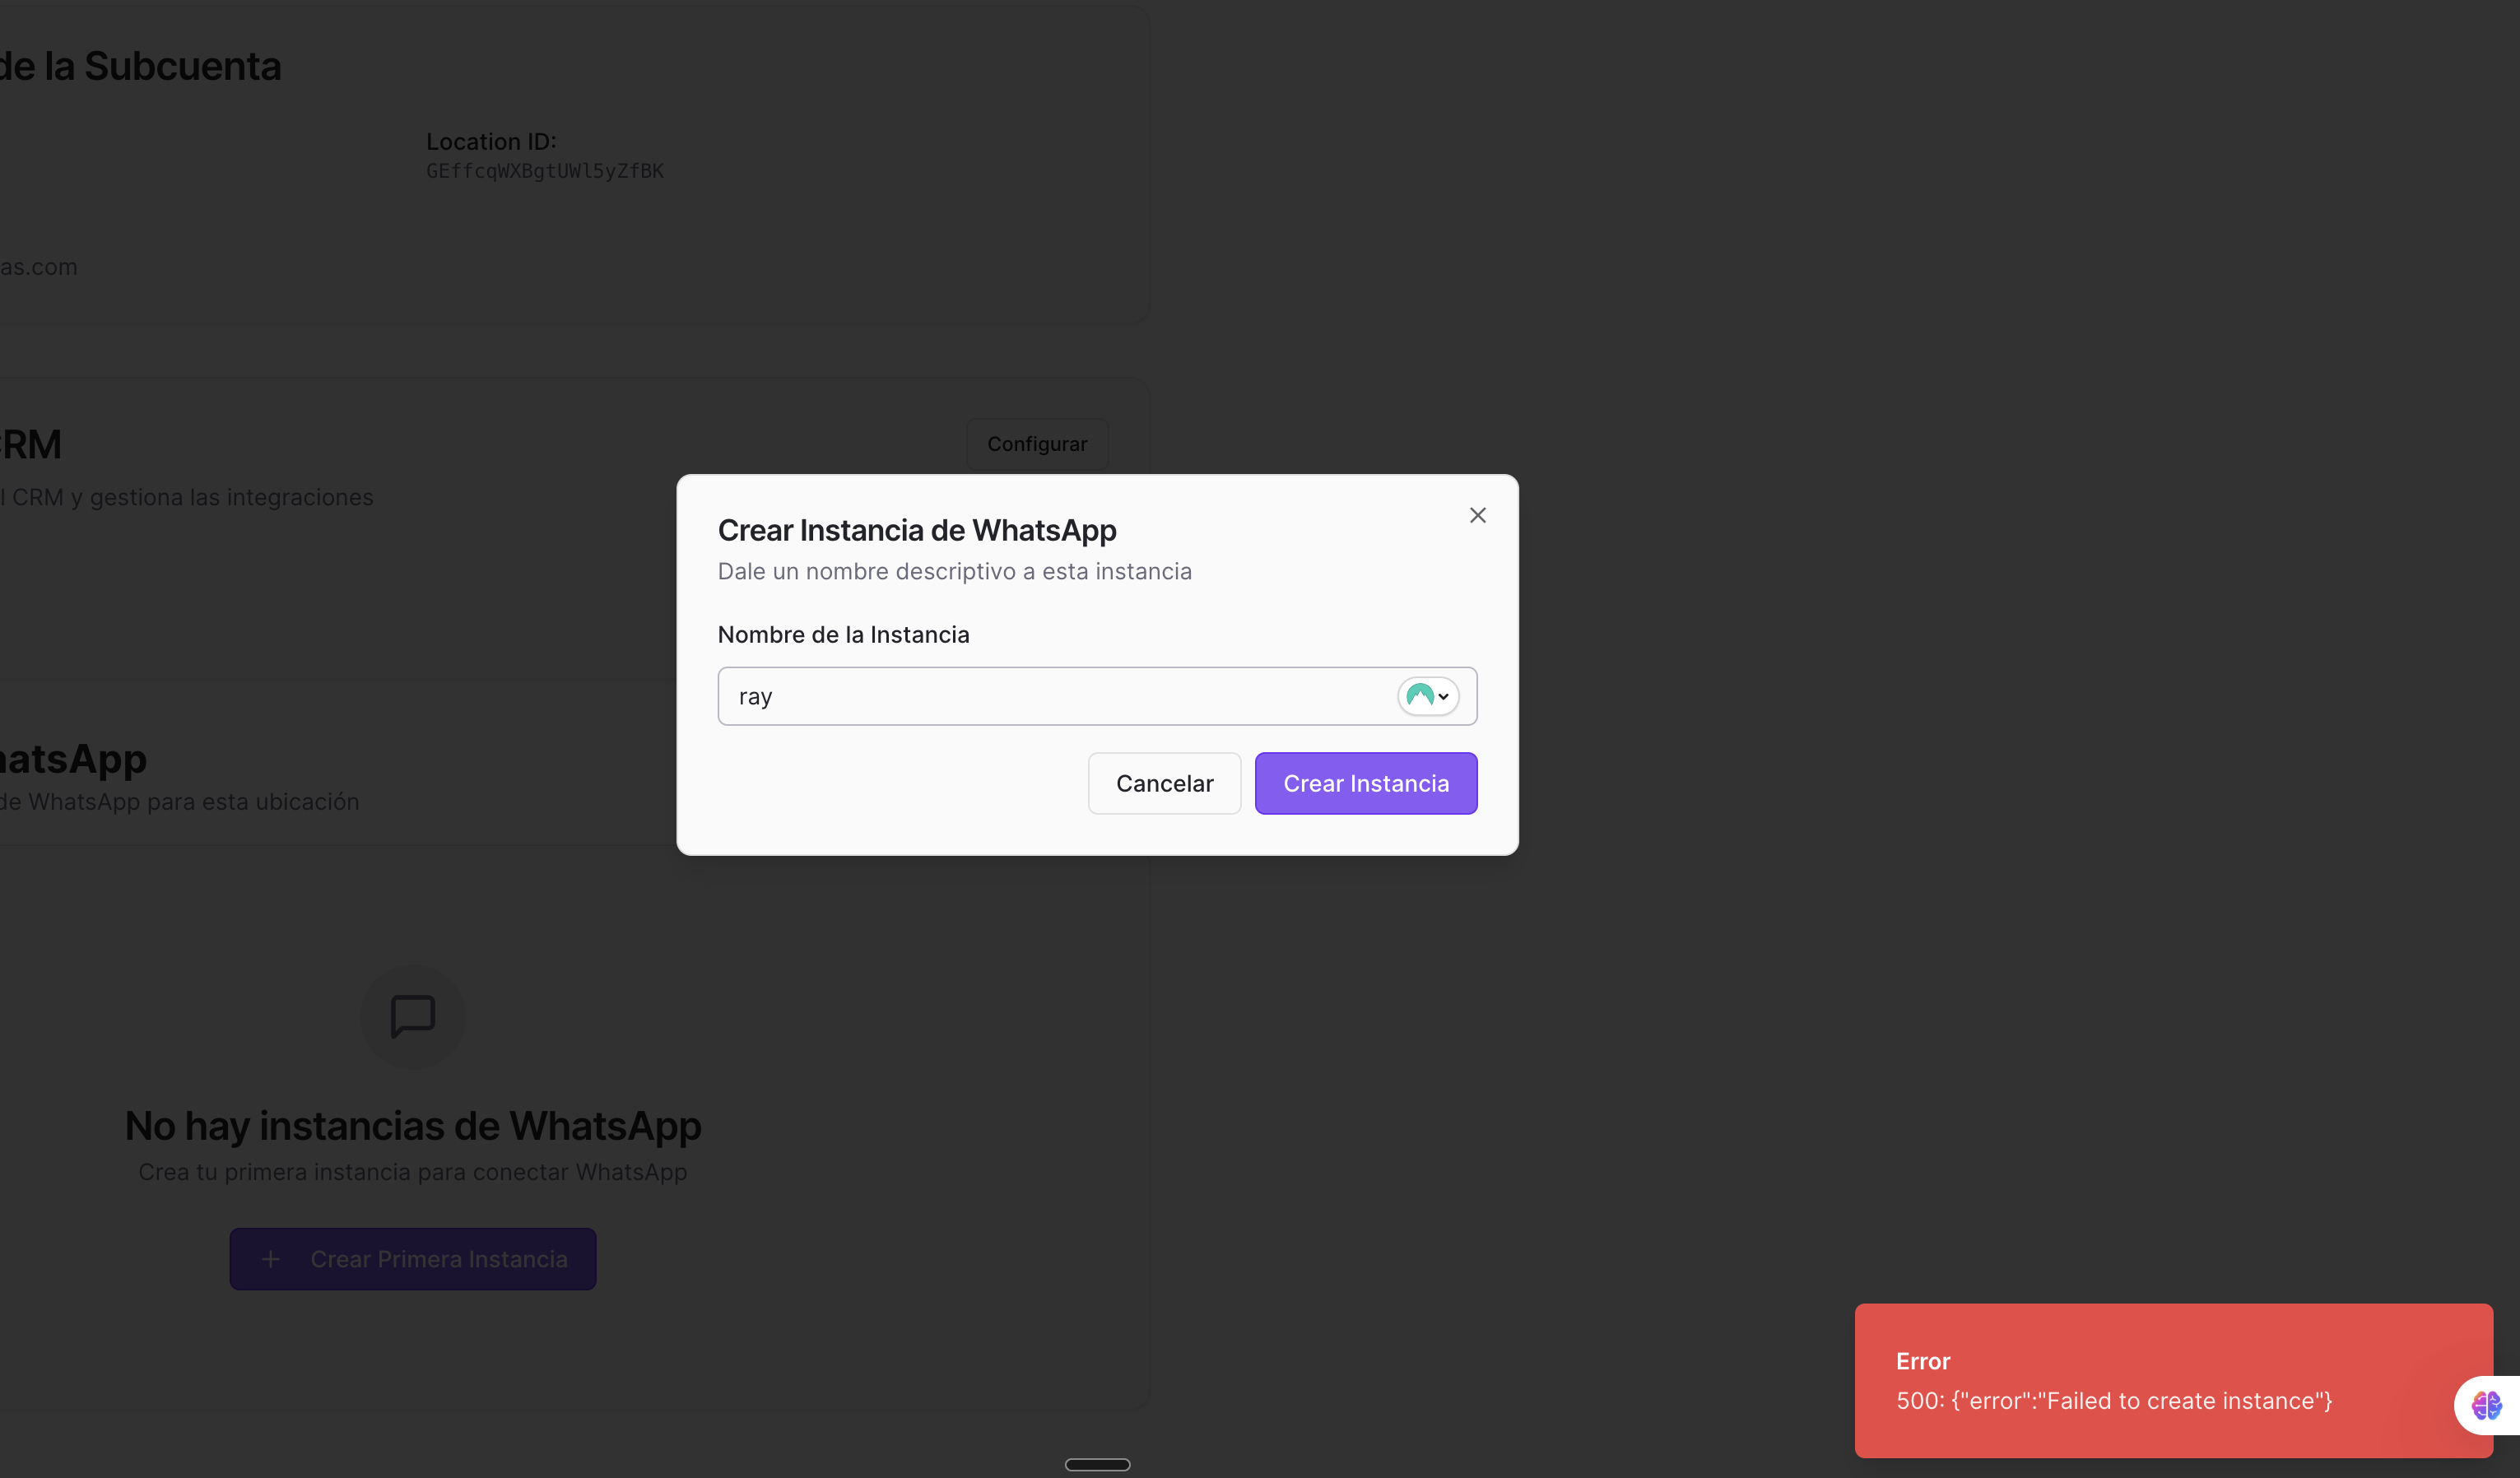 de la Subcuenta
Location ID:
GEffcqWXBgtUWl5yZfBK
as.com
CRM
Configurar
l CRM y gestiona las integraciones
Crear Instancia de WhatsApp
Dale un nombre descriptivo a esta instancia
Nombre de la Instancia
ray
Cancelar
Crear Instancia
hatsApp
de WhatsApp para esta ubicación
No hay instancias de WhatsApp
Crea tu primera instancia para conectar WhatsApp
Crear Primera Instancia
Error
500: {"error":"Failed to create instance"}